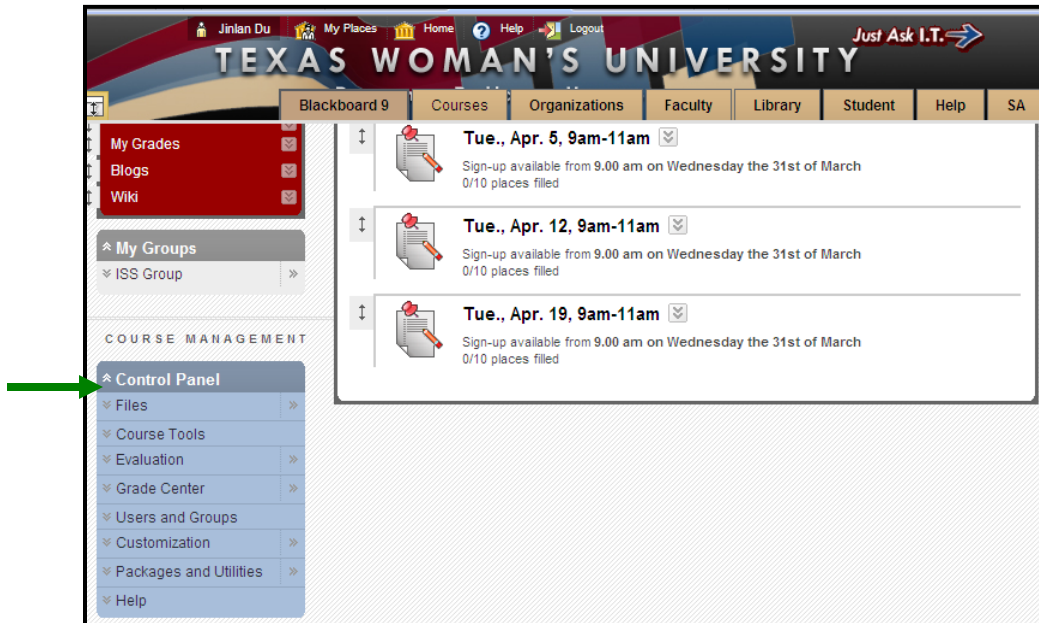 Jinlan Du My Places Home Help Logout
Just Ask I.T.
TEXAS WOMAN'S UNIVERSITY
Blackboard 9 Courses Organizations Faculty Library Student Help SA
My Grades
Blogs
Wiki
My Groups
ISS Group
COURSE MANAGEMENT
Control Panel
Files
Course Tools
Evaluation
Grade Center
Users and Groups
Customization
Packages and Utilities
Help
Tue., Apr. 5, 9am-11am
Sign-up available from 9.00 am on Wednesday the 31st of March
0/10 places filled
Tue., Apr. 12, 9am-11am
Sign-up available from 9.00 am on Wednesday the 31st of March
0/10 places filled
Tue., Apr. 19, 9am-11am
Sign-up available from 9.00 am on Wednesday the 31st of March
0/10 places filled